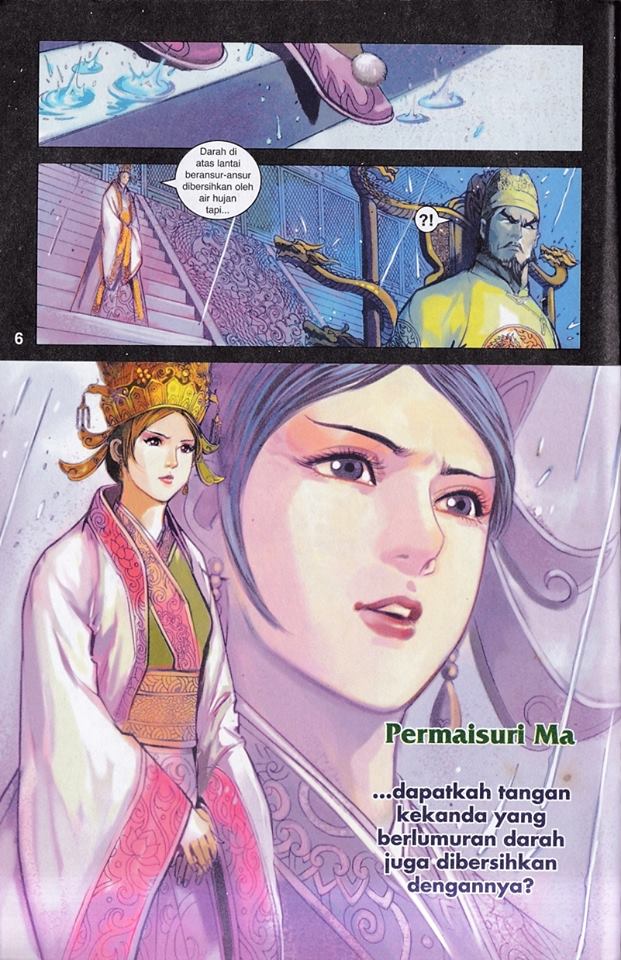 Darah di
atas lantai
beransur-ansur
dibersihkan oleh
air hujan
tapi...
?!
6
Permaisuri Ma
...dapatkah tangan
kekanda yang
berlumuran darah
juga dibersihkan
dengannya?